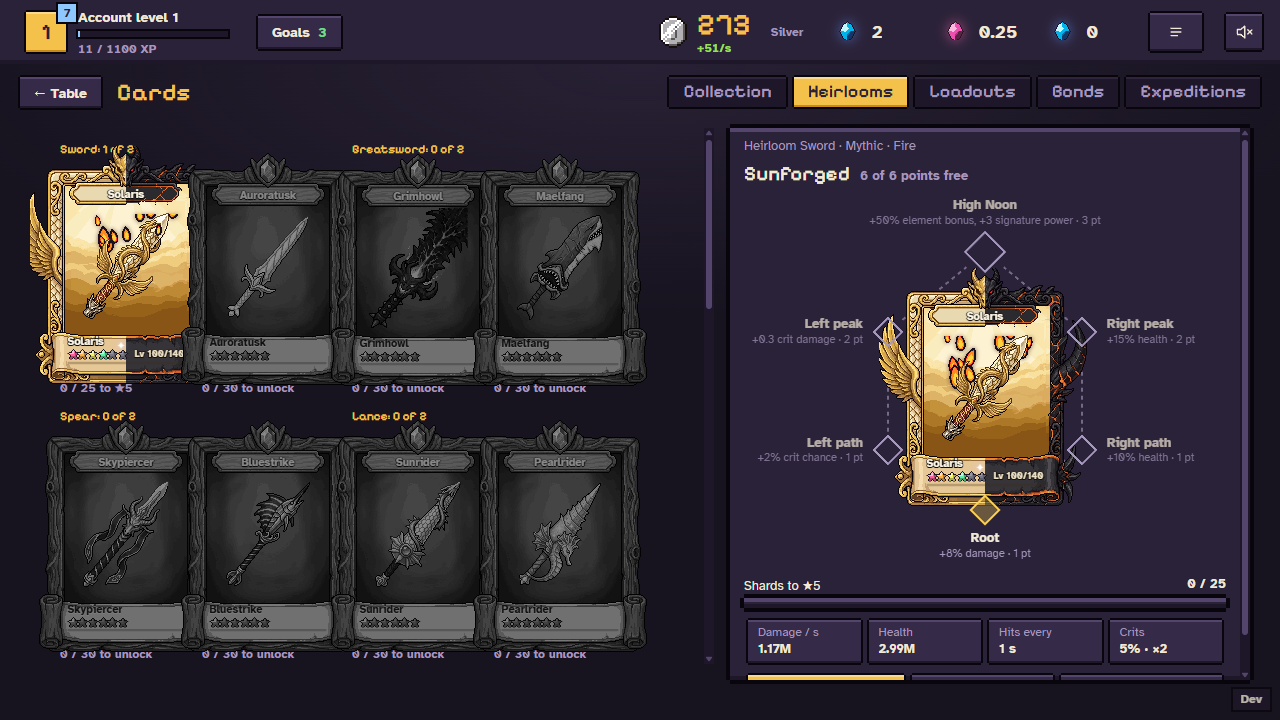 7
1
Account level 1
11 / 1100 XP
Goals 3
273
+51/s
Silver
2
0.25
0
← Table
Cards
Collection
Heirlooms
Loadouts
Bonds
Expeditions
Sword: 1 of 2
Greatsword: 0 of 2
Solaris
Auroratusk
Grimhowl
Maelfang
Solaris
Lv 100/140
Auroratusk
Grimhowl
Maelfang
0 / 25 to ★5
0 / 30 to unlock
0 / 30 to unlock
0 / 30 to unlock
Spear: 0 of 2
Lance: 0 of 2
Skypiercer
Bluestrike
Sunrider
Pearlrider
Skypiercer
Bluestrike
Sunrider
Pearlrider
0 / 30 to unlock
0 / 30 to unlock
0 / 30 to unlock
0 / 30 to unlock
Heirloom Sword · Mythic · Fire
Sunforged 6 of 6 points free
High Noon
+50% element bonus, +3 signature power · 3 pt
Left peak
+0.3 crit damage · 2 pt
Right peak
+15% health · 2 pt
Solaris
Left path
+2% crit chance · 1 pt
Right path
+10% health · 1 pt
Solaris
Lv 100/140
Root
+8% damage · 1 pt
Shards to ★5
0 / 25
Damage / s
1.17M
Health
2.99M
Hits every
1 s
Crits
5% · ×2
Dev